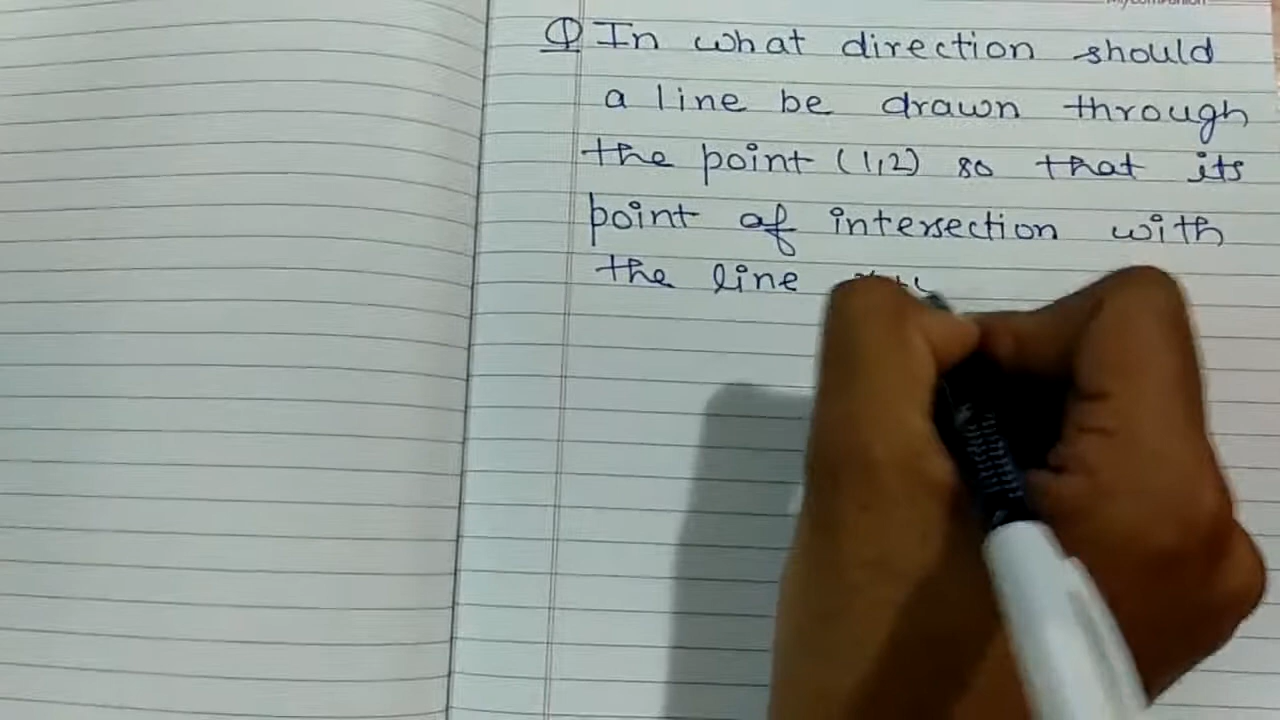 Q In what direction should
a line be drawn through
the point (1,2) so that its
point of intersection with
the line